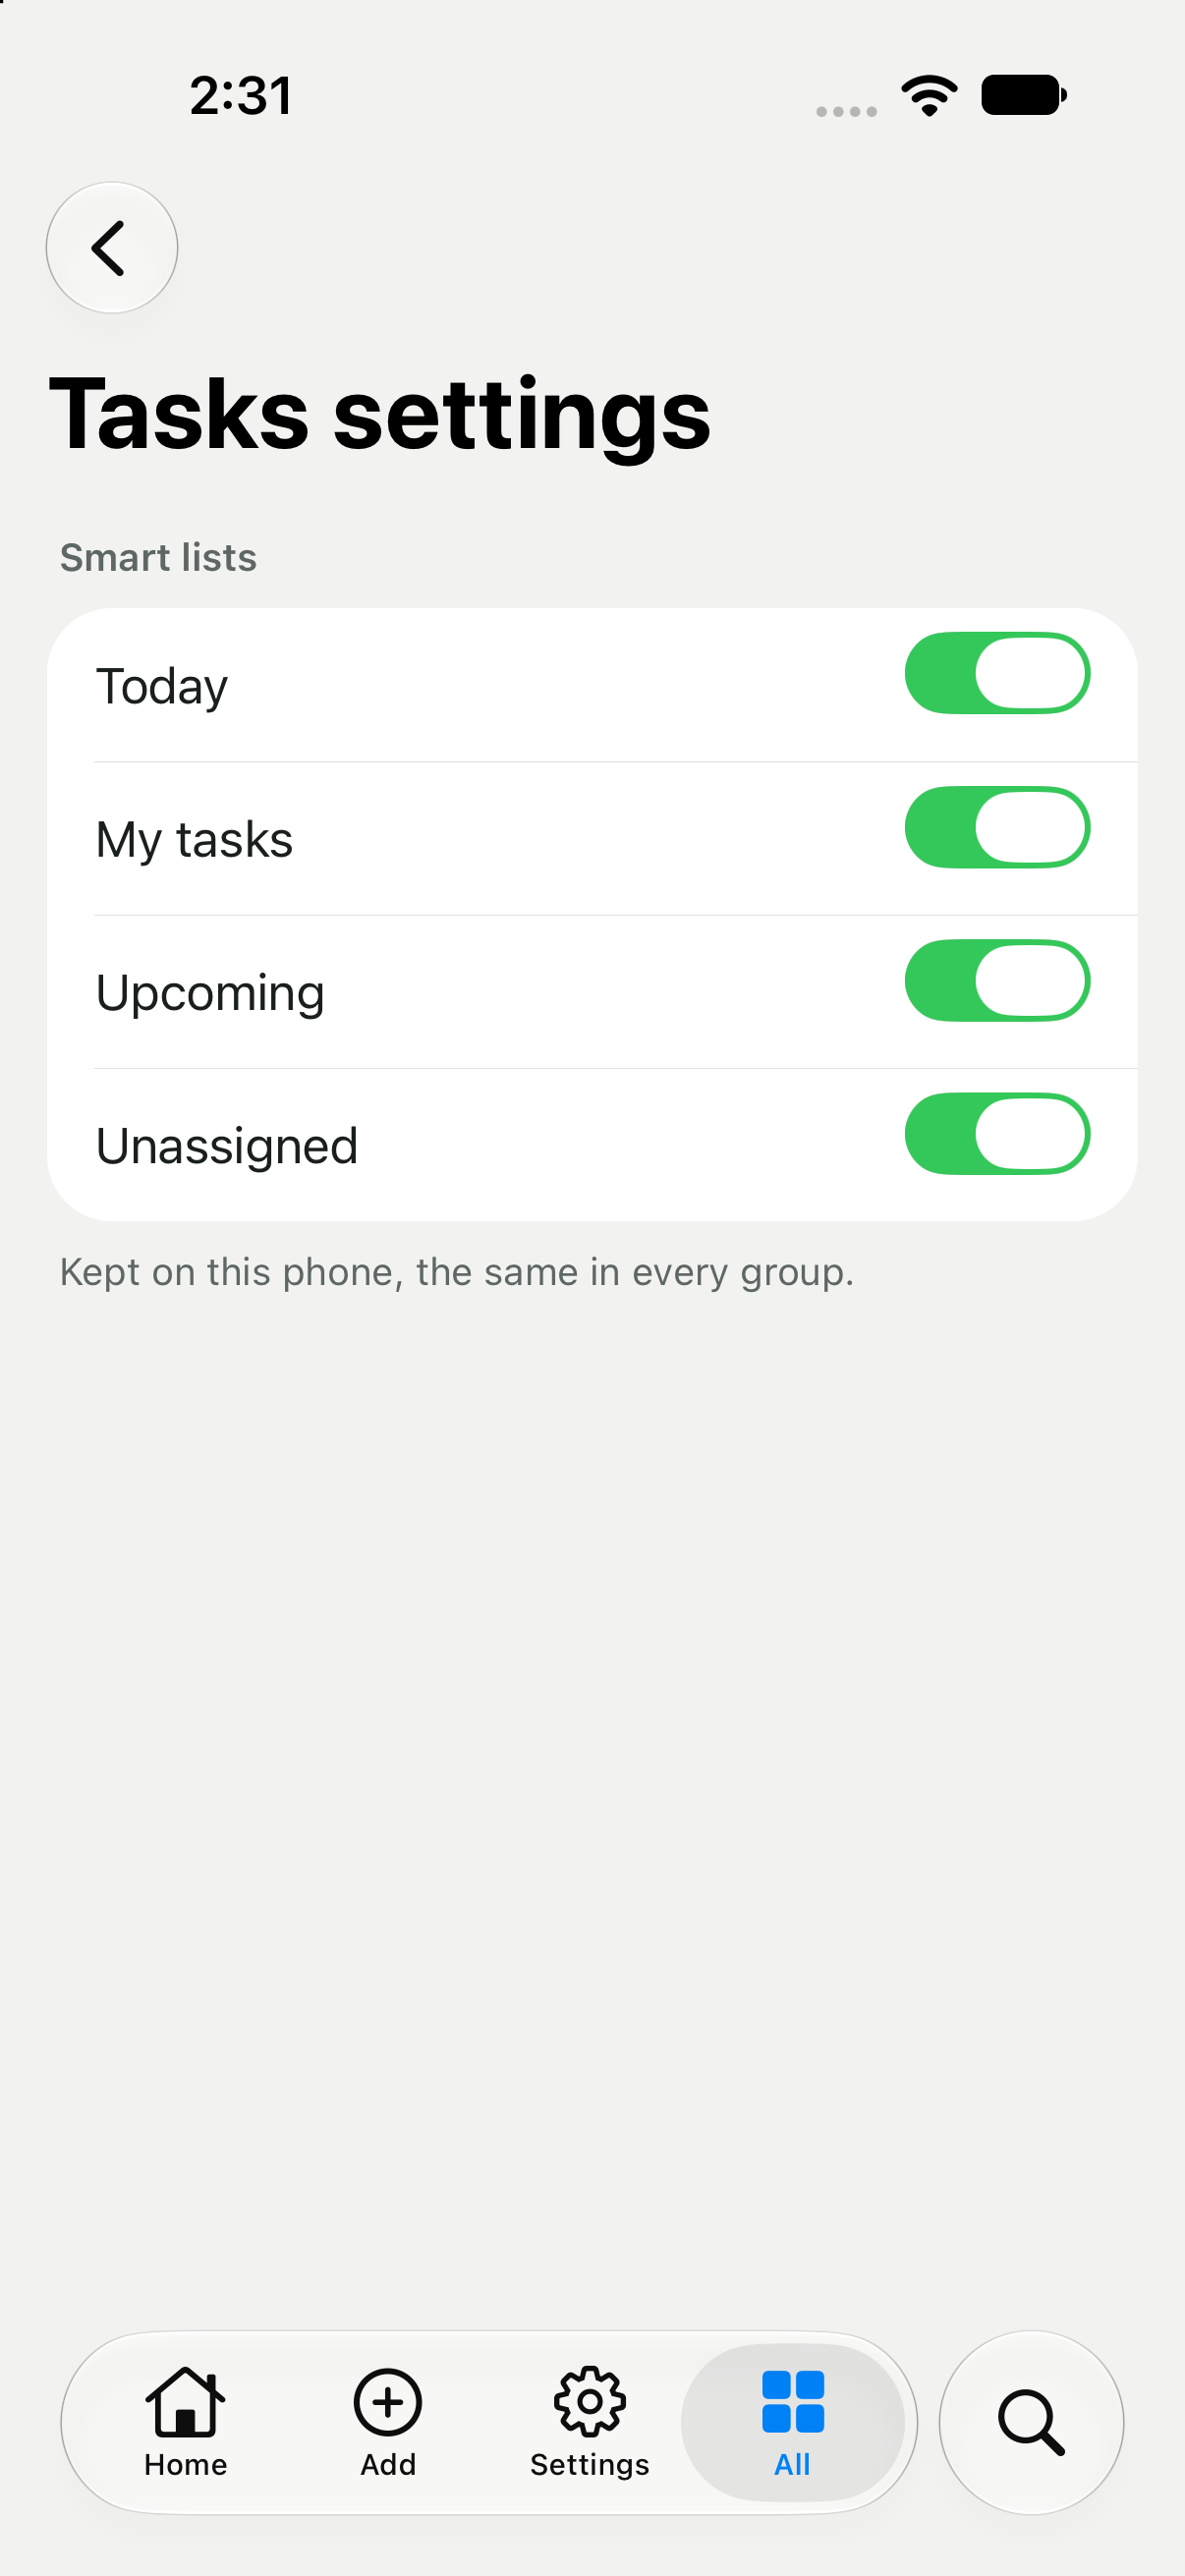 2:31
Tasks settings
Smart lists
Today
My tasks
Upcoming
Unassigned
Kept on this phone, the same in every group.
Home
Add
Settings
All